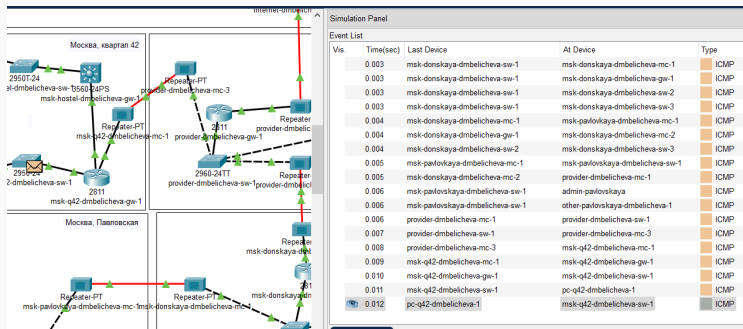 Москва, квартал 42
2950T-24
3560-24PS
msk-hostel-dmbelicheva-gw-1
Repeater-PT
provider-dmbelicheva-mc-3
Repeater-PT
msk-q42-dmbelicheva-mc-1
2811
provider-dmbelicheva-gw-1
Repeater-PT
2960-24TT
provider-dmbelicheva-sw-1
Repeater-PT
2811
msk-q42-dmbelicheva-gw-1
Москва, Павловская
Repeater-PT
msk-pavlovskaya-dmbelicheva-mc-1
Repeater-PT
Simulation Panel
Event List
Vis. Time(sec) Last Device At Device Type
0.003 msk-donskaya-dmbelicheva-sw-1 msk-donskaya-dmbelicheva-mc-1 ICMP
0.003 msk-donskaya-dmbelicheva-sw-1 msk-donskaya-dmbelicheva-gw-1 ICMP
0.003 msk-donskaya-dmbelicheva-sw-1 msk-donskaya-dmbelicheva-sw-2 ICMP
0.003 msk-donskaya-dmbelicheva-sw-1 msk-donskaya-dmbelicheva-sw-3 ICMP
0.004 msk-donskaya-dmbelicheva-mc-1 msk-pavlovskaya-dmbelicheva-mc-1 ICMP
0.004 msk-donskaya-dmbelicheva-gw-1 msk-donskaya-dmbelicheva-mc-2 ICMP
0.004 msk-donskaya-dmbelicheva-sw-2 msk-donskaya-dmbelicheva-sw-3 ICMP
0.005 msk-pavlovskaya-dmbelicheva-mc-1 msk-pavlovskaya-dmbelicheva-sw-1 ICMP
0.005 msk-donskaya-dmbelicheva-mc-2 provider-dmbelicheva-mc-1 ICMP
0.006 msk-pavlovskaya-dmbelicheva-sw-1 admin-pavlovskaya ICMP
0.006 msk-pavlovskaya-dmbelicheva-sw-1 other-pavlovskaya-dmbelicheva-1 ICMP
0.006 provider-dmbelicheva-mc-1 provider-dmbelicheva-sw-1 ICMP
0.007 provider-dmbelicheva-sw-1 provider-dmbelicheva-mc-3 ICMP
0.008 provider-dmbelicheva-mc-3 msk-q42-dmbelicheva-mc-1 ICMP
0.009 msk-q42-dmbelicheva-mc-1 msk-q42-dmbelicheva-gw-1 ICMP
0.010 msk-q42-dmbelicheva-gw-1 msk-q42-dmbelicheva-sw-1 ICMP
0.011 msk-q42-dmbelicheva-sw-1 pc-q42-dmbelicheva-1 ICMP
0.012 pc-q42-dmbelicheva-1 msk-q42-dmbelicheva-sw-1 ICMP